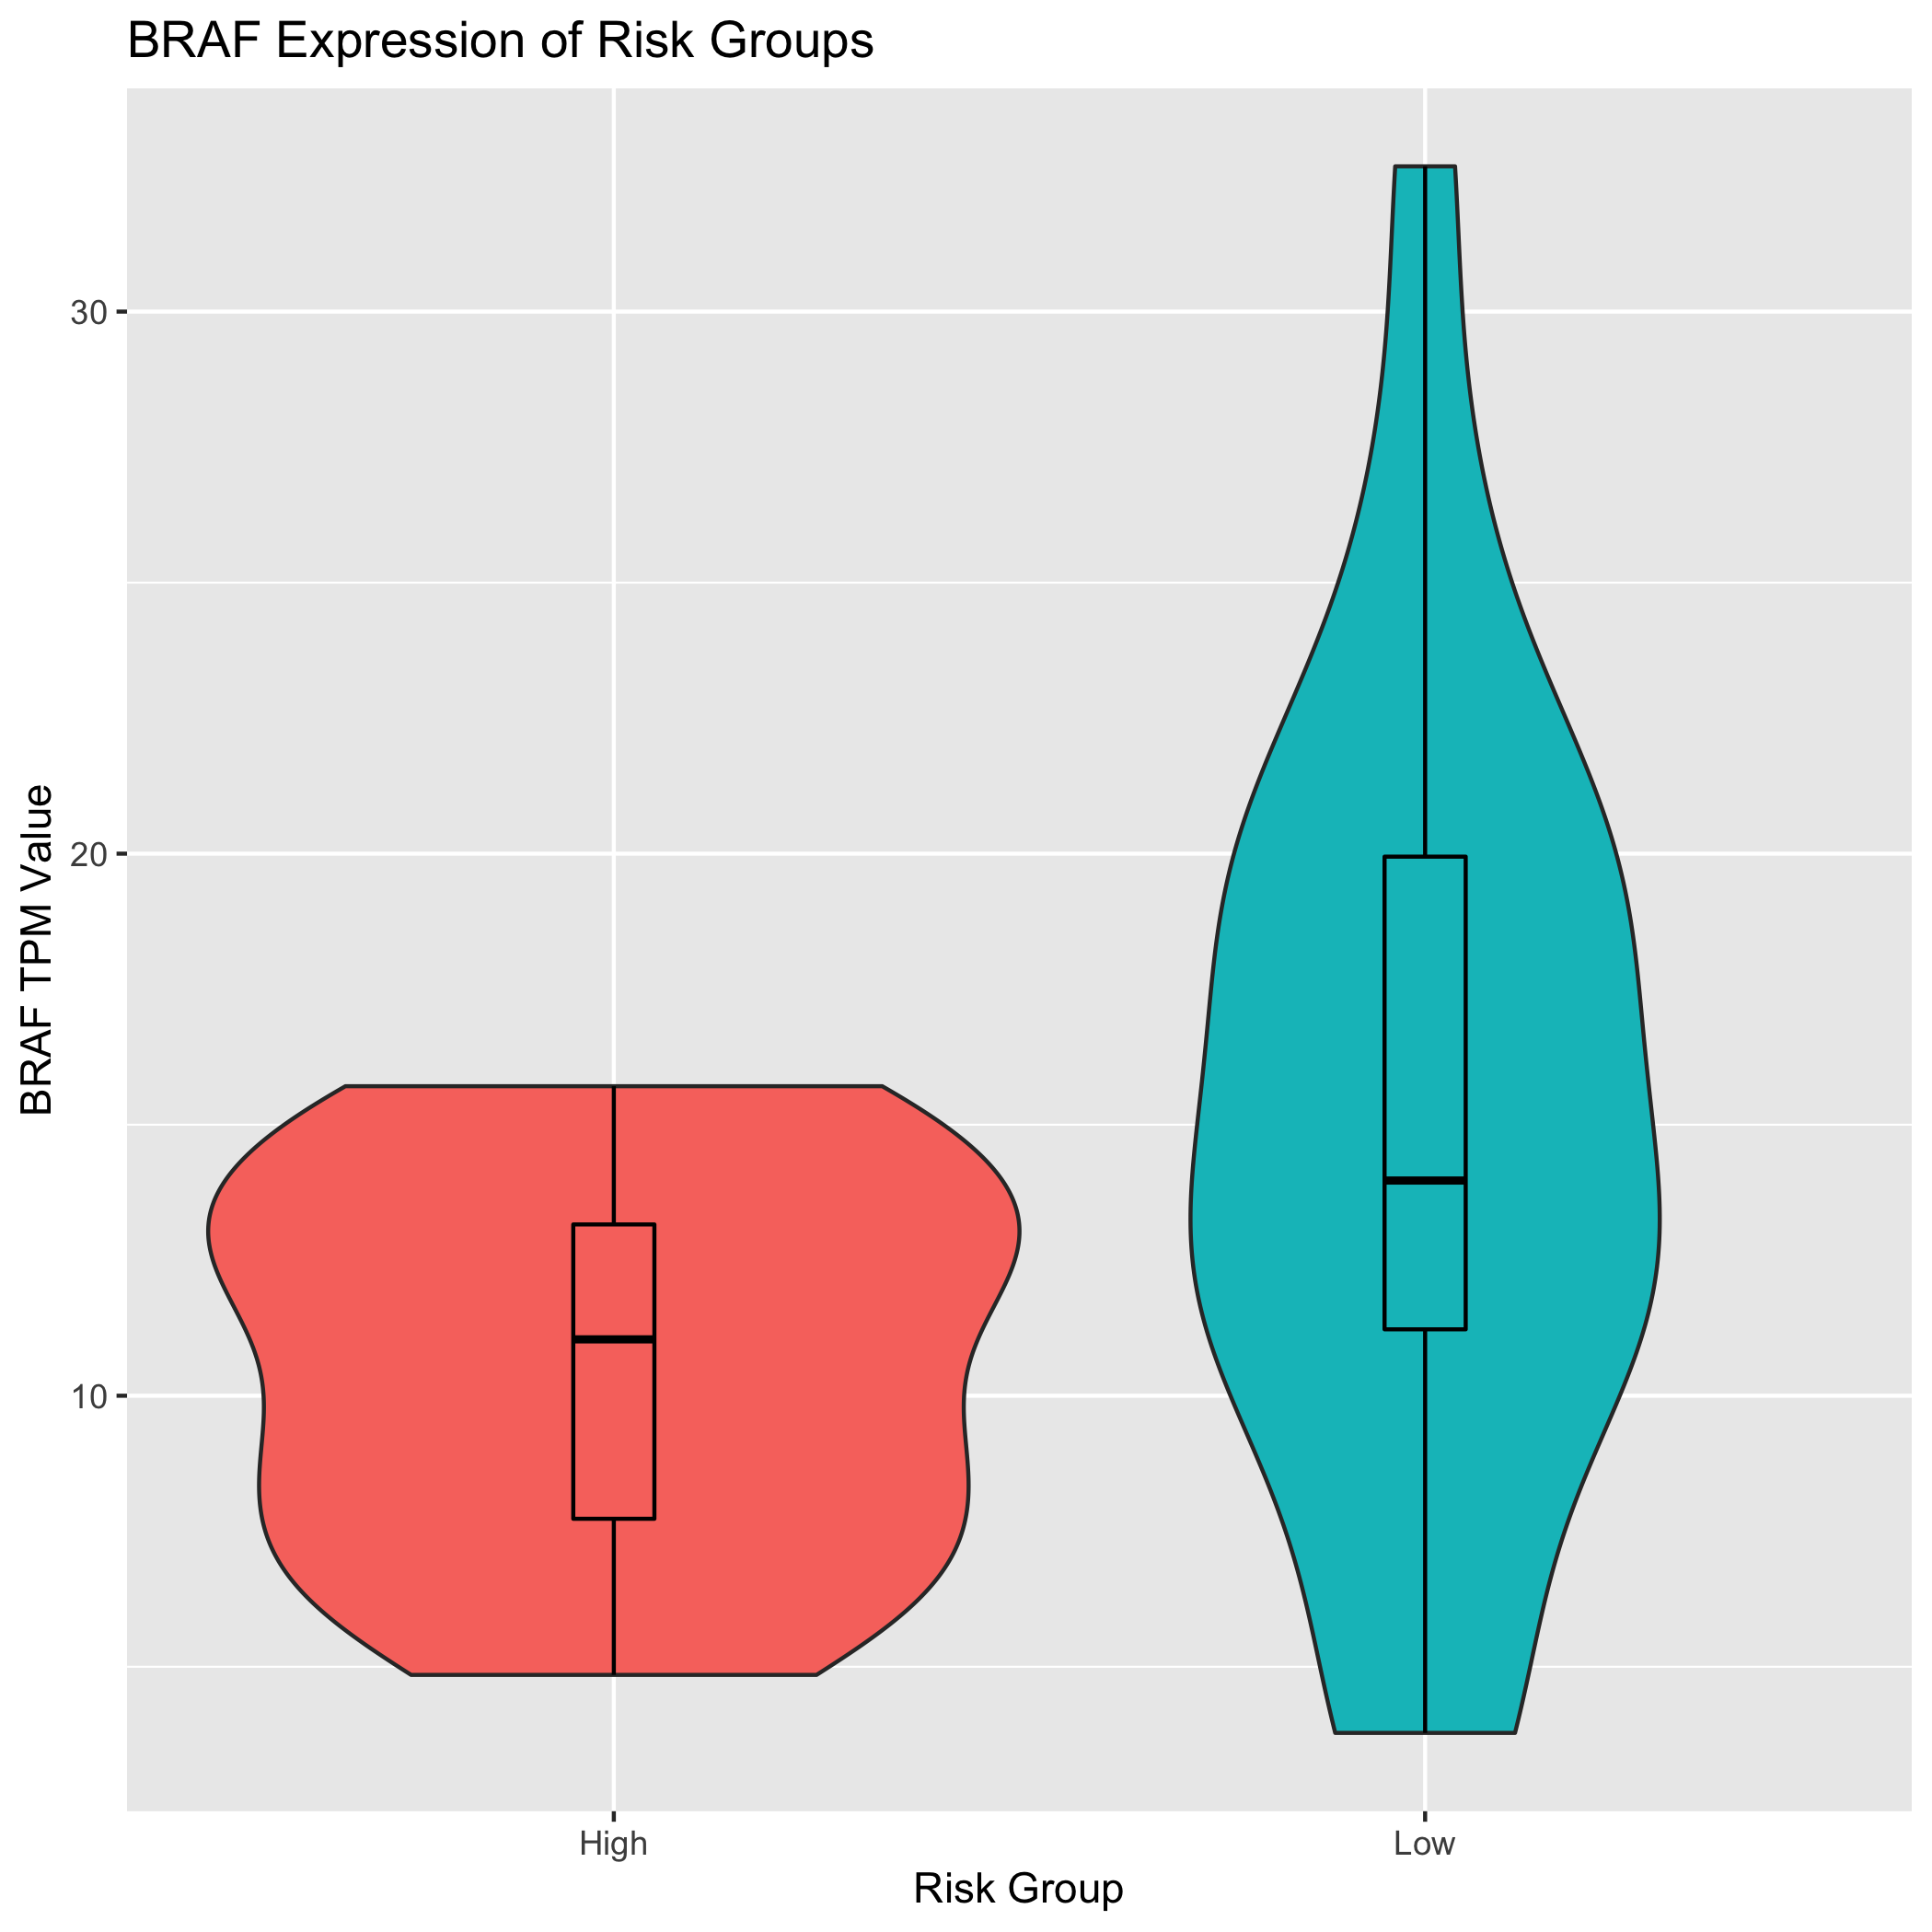 BRAF Expression of Risk Groups
BRAF TPM Value
30
20
10
High
Low
Risk Group